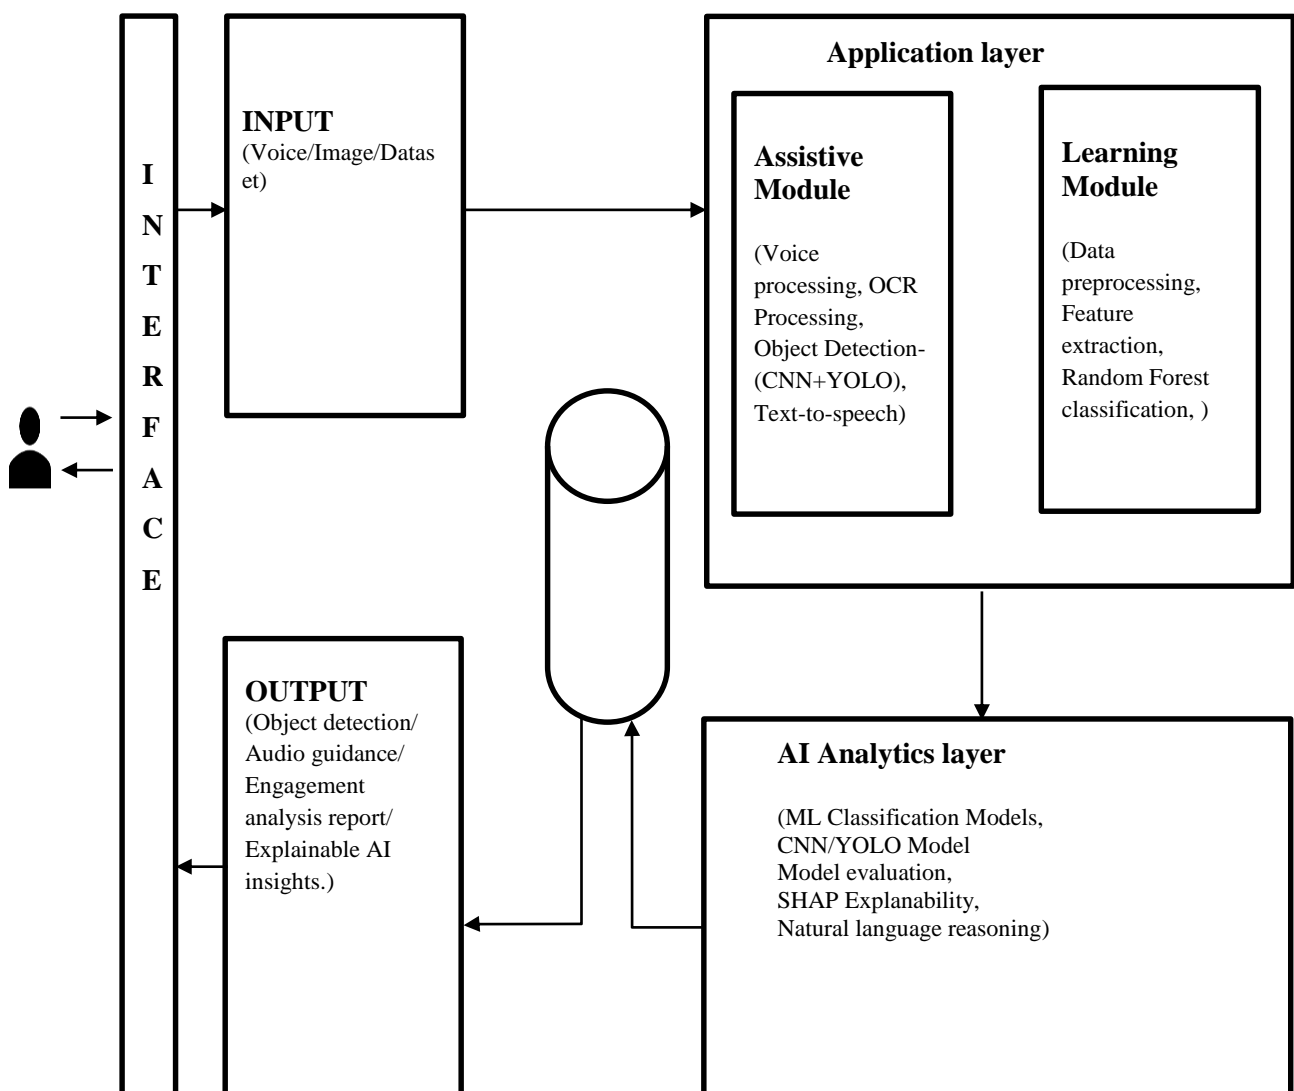 I
N
T
E
R
F
A
C
E
INPUT
(Voice/Image/Datas
et)
Application layer
Assistive
Module
(Voice
processing, OCR
Processing,
Object Detection-
(CNN+YOLO),
Text-to-speech)
Learning
Module
(Data
preprocessing,
Feature
extraction,
Random Forest
classification, )
OUTPUT
(Object detection/
Audio guidance/
Engagement
analysis report/
Explainable AI
insights.)
AI Analytics layer
(ML Classification Models,
CNN/YOLO Model
Model evaluation,
SHAP Explanability,
Natural language reasoning)